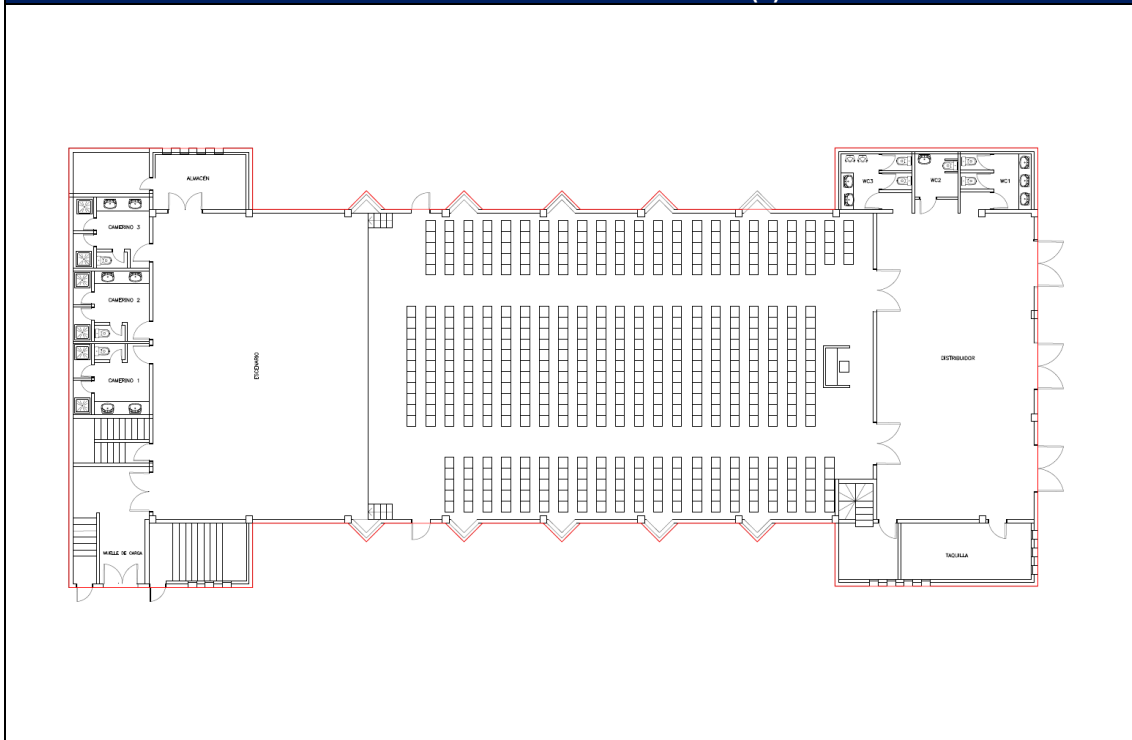 ALMACÉN
WC3
WC2
WC1
CAMERINO 3
CAMERINO 2
CAMERINO 1
ESCENARIO
DISTRIBUIDOR
MUELLE DE CARGA
TAQUILLA